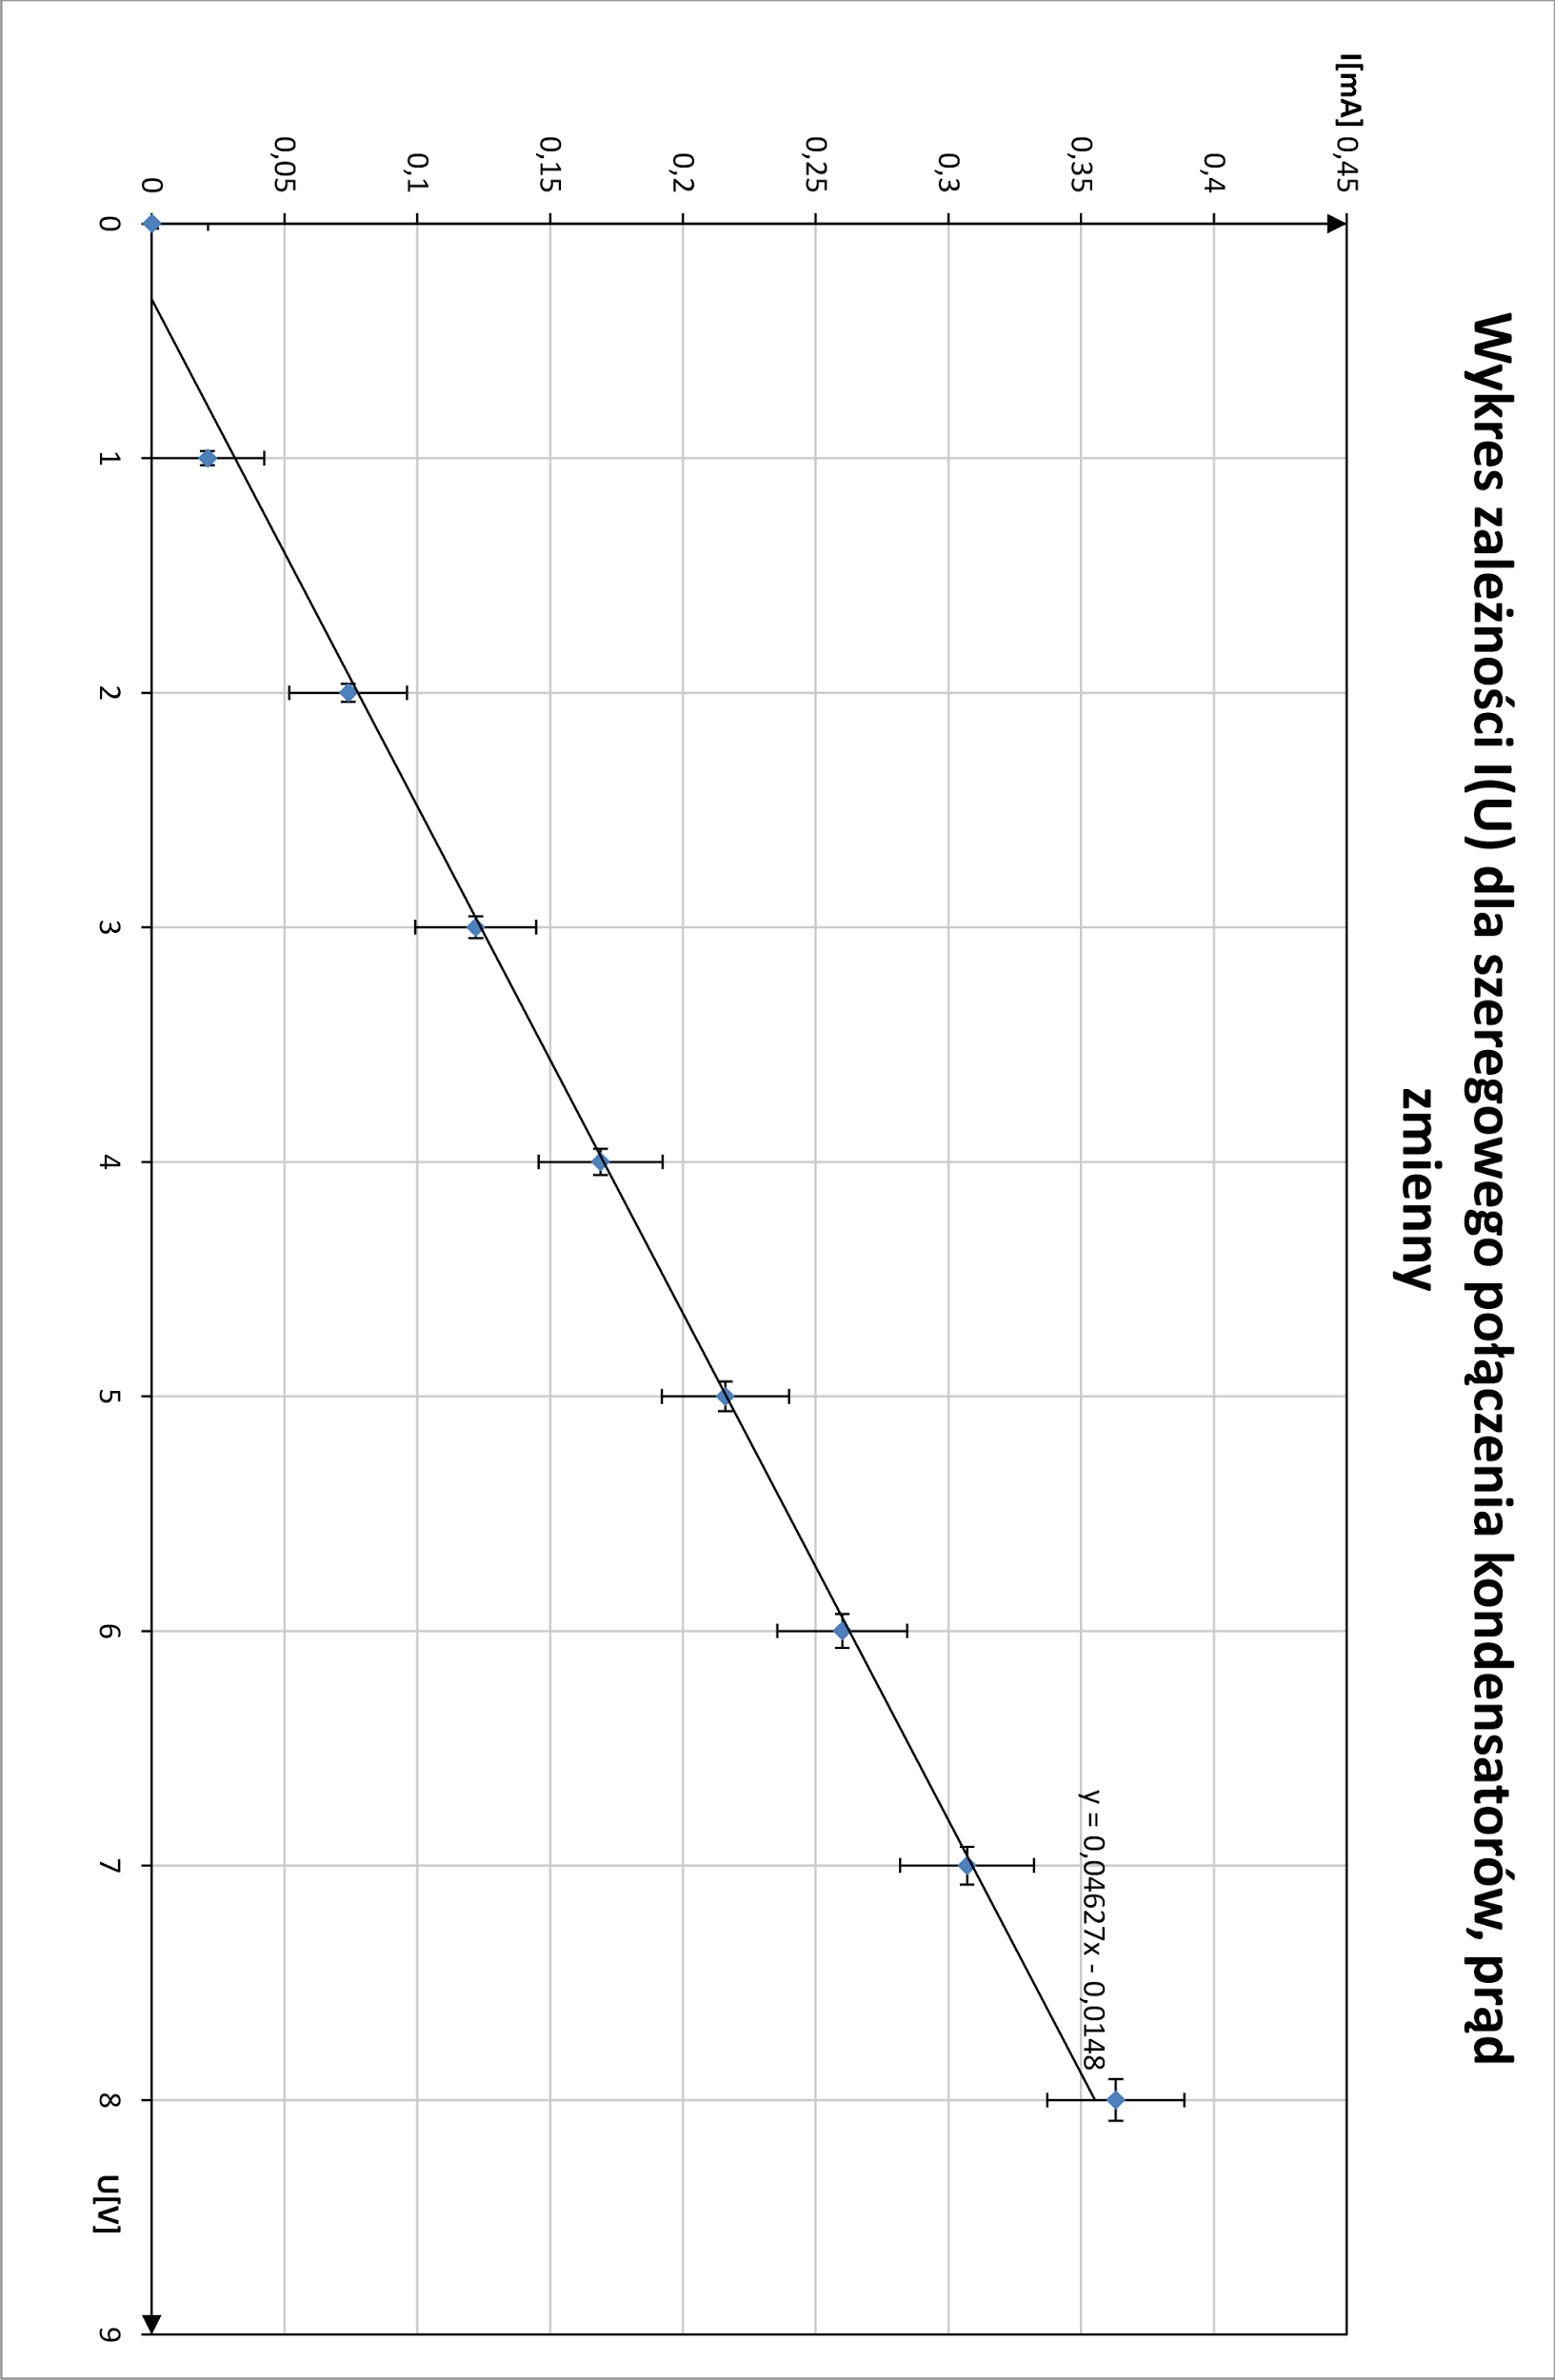 Wykres zależności I(U) dla szeregowego połączenia kondensatorów, prąd
zmienny
I[mA]
0,45
0,4
0,35
0,3
0,25
0,2
0,15
0,1
0,05
0
y = 0,04627x - 0,0148
0 1 2 3 4 5 6 7 8 9
U[V]